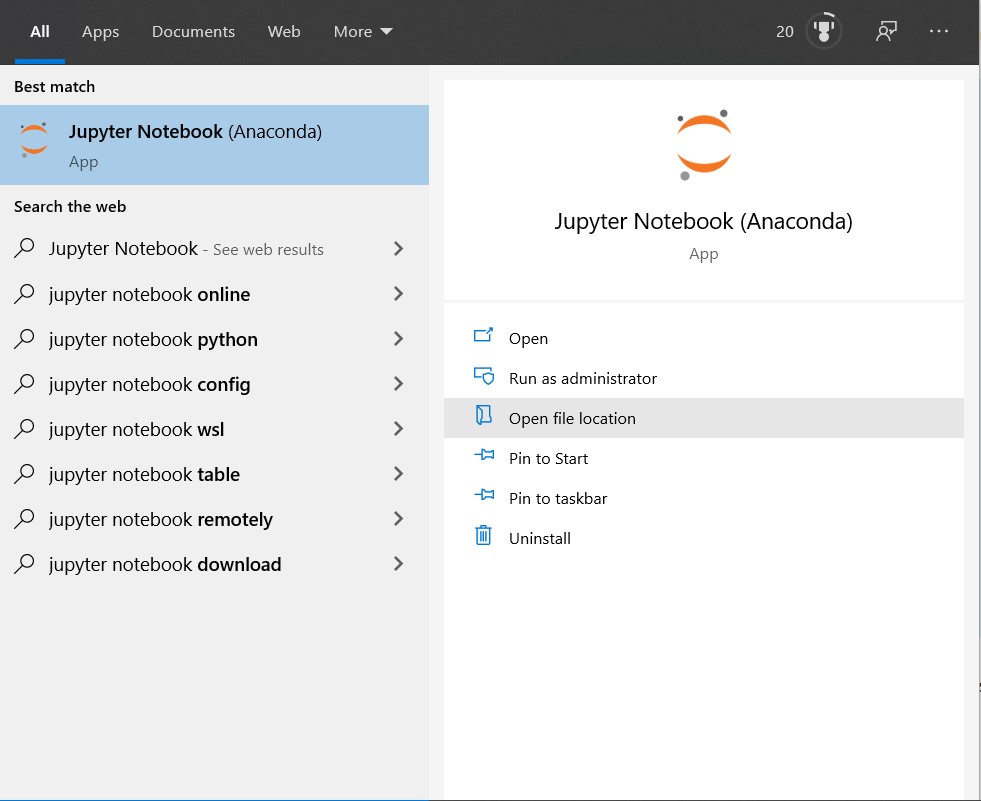 All Apps Documents Web More 20
Best match
Jupyter Notebook (Anaconda)
App
Search the web
Jupyter Notebook - See web results
jupyter notebook online
jupyter notebook python
jupyter notebook config
jupyter notebook wsl
jupyter notebook table
jupyter notebook remotely
jupyter notebook download
Jupyter Notebook (Anaconda)
App
Open
Run as administrator
Open file location
Pin to Start
Pin to taskbar
Uninstall